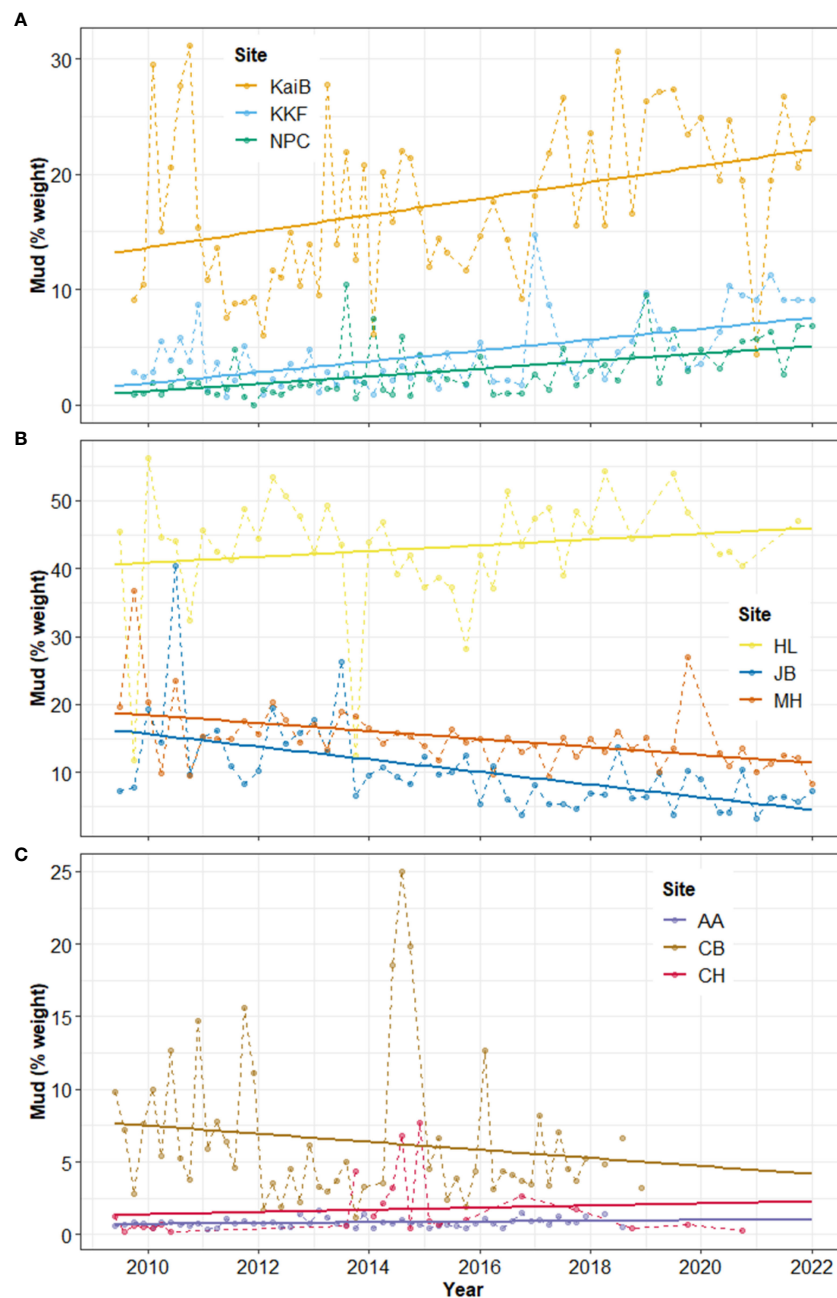 A
Mud (% weight)
30
20
10
0
Site
KaiB
KKF
NPC
B
Mud (% weight)
50
40
30
20
10
Site
HL
JB
MH
C
Mud (% weight)
25
20
15
10
5
0
Site
AA
CB
CH
2010 2012 2014 2016 2018 2020 2022
Year